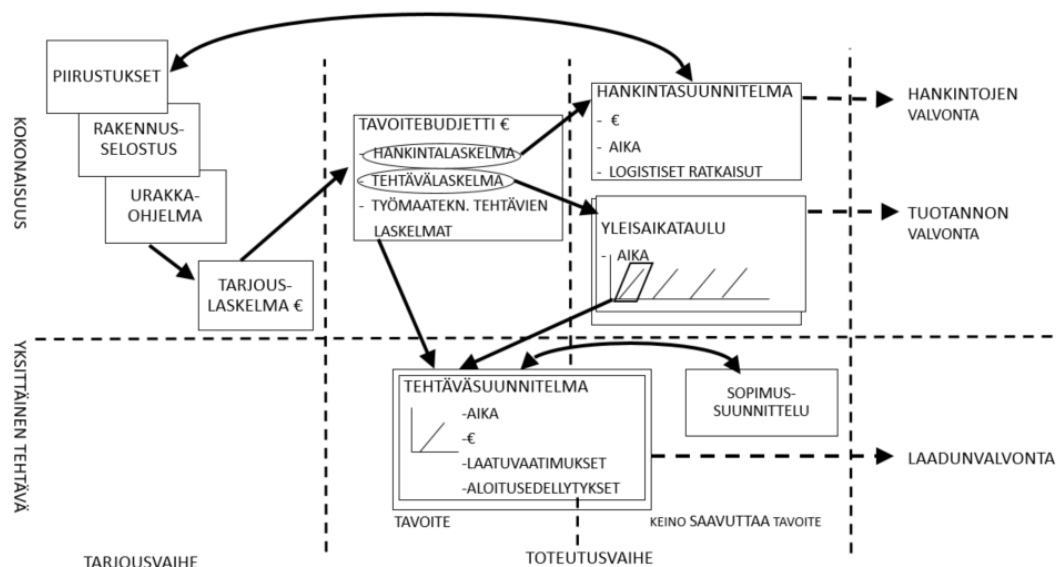 PIIRUSTUKSET
RAKENNUS-
SELOSTUS
URAKKA-
OHJELMA
TARJOUS-
LASKELMA €
TAVOITEBUDJETTI €
- HANKINTALASKELMA
- TEHTÄVÄLASKELMA
- TYÖMAATEKN. TEHTÄVIEN
LASKELMAT
HANKINTASUUNNITELMA
- €
- AIKA
- LOGISTISET RATKAISUT
YLEISAIKATAULU
- AIKA
HANKINTOJEN
VALVONTA
TUOTANNON
VALVONTA
KOKONAISUUS
YKSITTÄINEN TEHTÄVÄ
TEHTÄVÄSUUNNITELMA
-AIKA
-€
-LAATUVAATIMUKSET
-ALOITUSEDELLYTYKSET
SOPIMUS-
SUUNNITTELU
LAADUNVALVONTA
TAVOITE
KEINO SAAVUTTAA TAVOITE
TARJOUSVAIHE
TOTEUTUSVAIHE